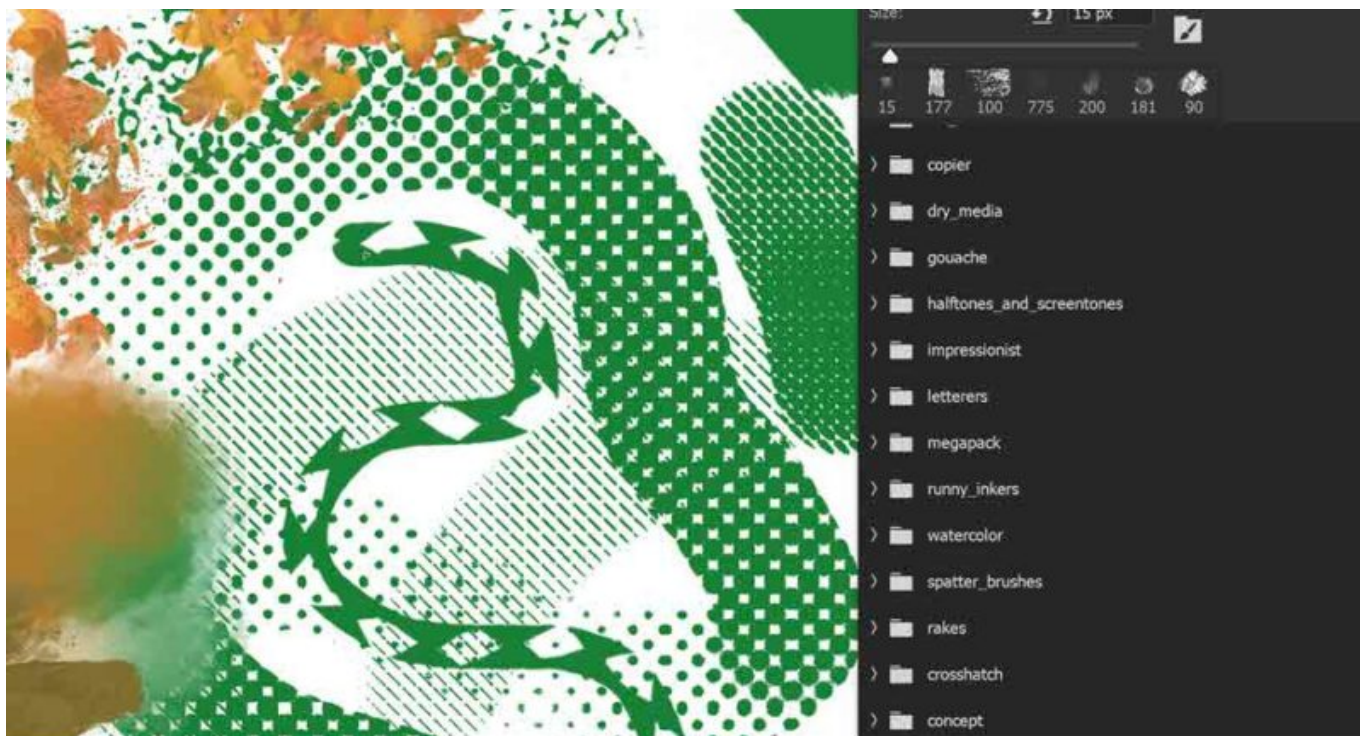 Size: 15 px
15 177 100 775 200 181 90
copier
dry_media
gouache
halftones_and_screentones
impressionist
letterers
megapack
runny_inkers
watercolor
spatter_brushes
rakes
crosshatch
concept